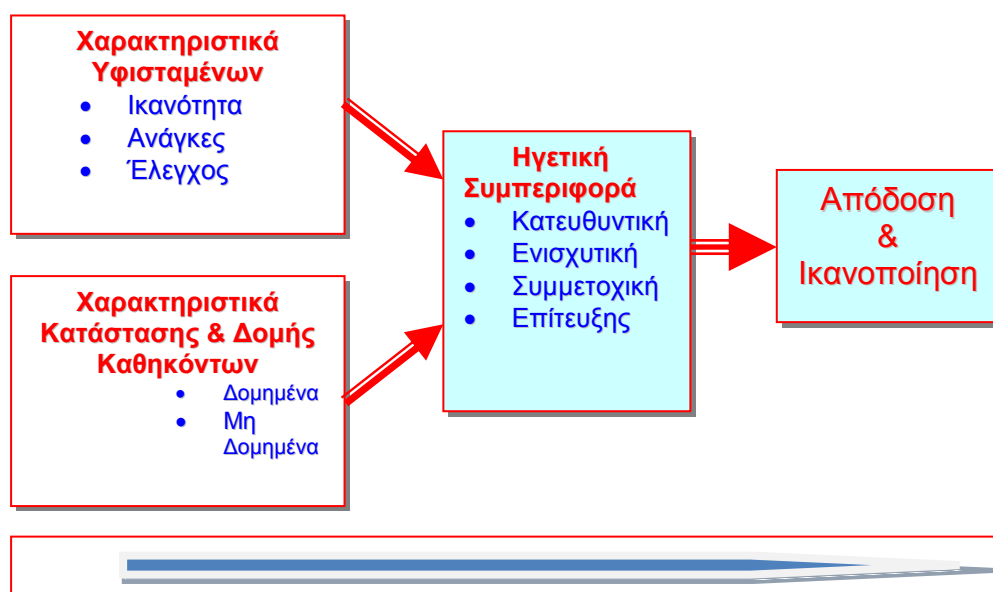 Χαρακτηριστικά
Υφισταμένων
• Ικανότητα
• Ανάγκες
• Έλεγχος
Χαρακτηριστικά
Κατάστασης & Δομής
Καθηκόντων
• Δομημένα
• Μη
Δομημένα
Ηγετική
Συμπεριφορά
• Κατευθυντική
• Ενισχυτική
• Συμμετοχική
• Επίτευξης
Απόδοση
&
Ικανοποίηση